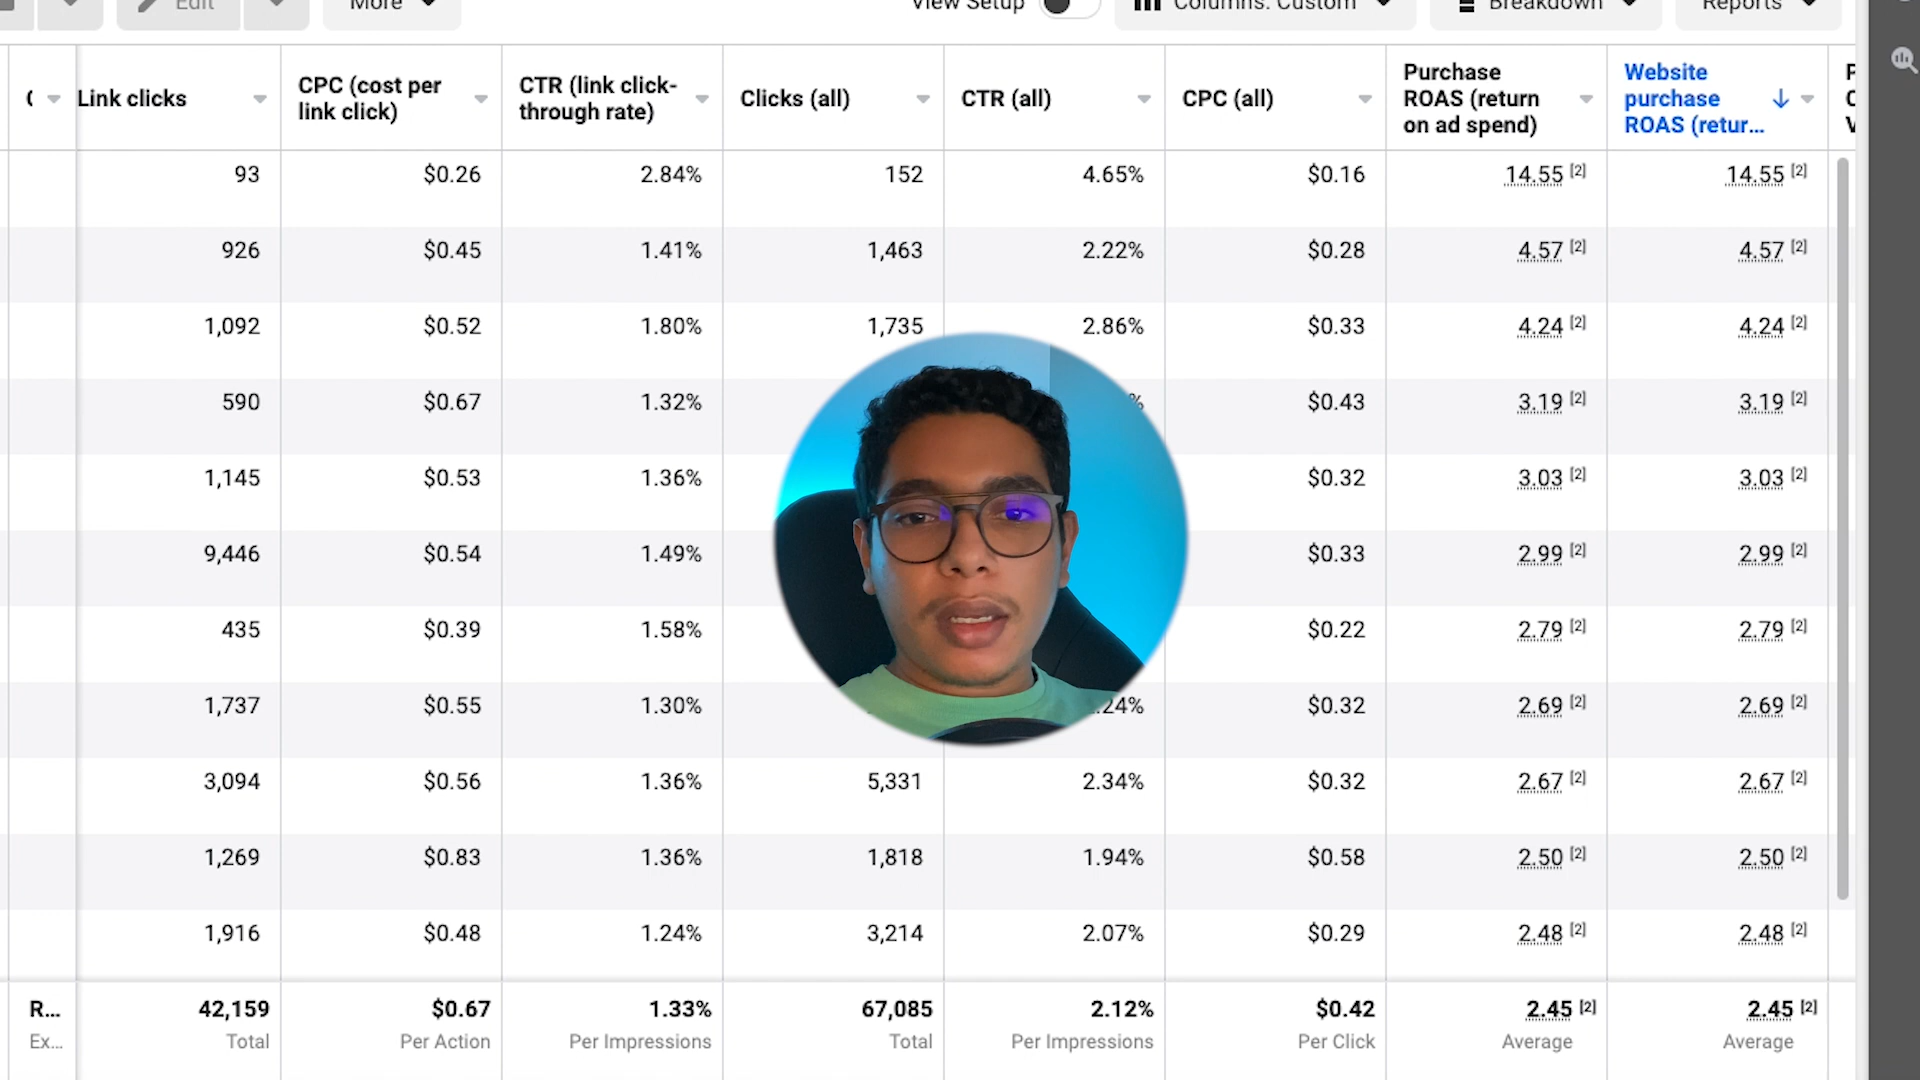 Edit
More
View Setup
Columns: Custom
Breakdown
Reports
Link clicks
CPC (cost per
link click)
CTR (link click-
through rate)
Clicks (all)
CTR (all)
CPC (all)
Purchase
ROAS (return
on ad spend)
Website
purchase
ROAS (retur...
93 $0.26 2.84% 152 4.65% $0.16 14.55 [2] 14.55 [2]
926 $0.45 1.41% 1,463 2.22% $0.28 4.57 [2] 4.57 [2]
1,092 $0.52 1.80% 1,735 2.86% $0.33 4.24 [2] 4.24 [2]
590 $0.67 1.32% % $0.43 3.19 [2] 3.19 [2]
1,145 $0.53 1.36% $0.32 3.03 [2] 3.03 [2]
9,446 $0.54 1.49% $0.33 2.99 [2] 2.99 [2]
435 $0.39 1.58% $0.22 2.79 [2] 2.79 [2]
1,737 $0.55 1.30% .24% $0.32 2.69 [2] 2.69 [2]
3,094 $0.56 1.36% 5,331 2.34% $0.32 2.67 [2] 2.67 [2]
1,269 $0.83 1.36% 1,818 1.94% $0.58 2.50 [2] 2.50 [2]
1,916 $0.48 1.24% 3,214 2.07% $0.29 2.48 [2] 2.48 [2]
R... 42,159 $0.67 1.33% 67,085 2.12% $0.42 2.45 [2] 2.45 [2]
Ex... Total Per Action Per Impressions Total Per Impressions Per Click Average Average